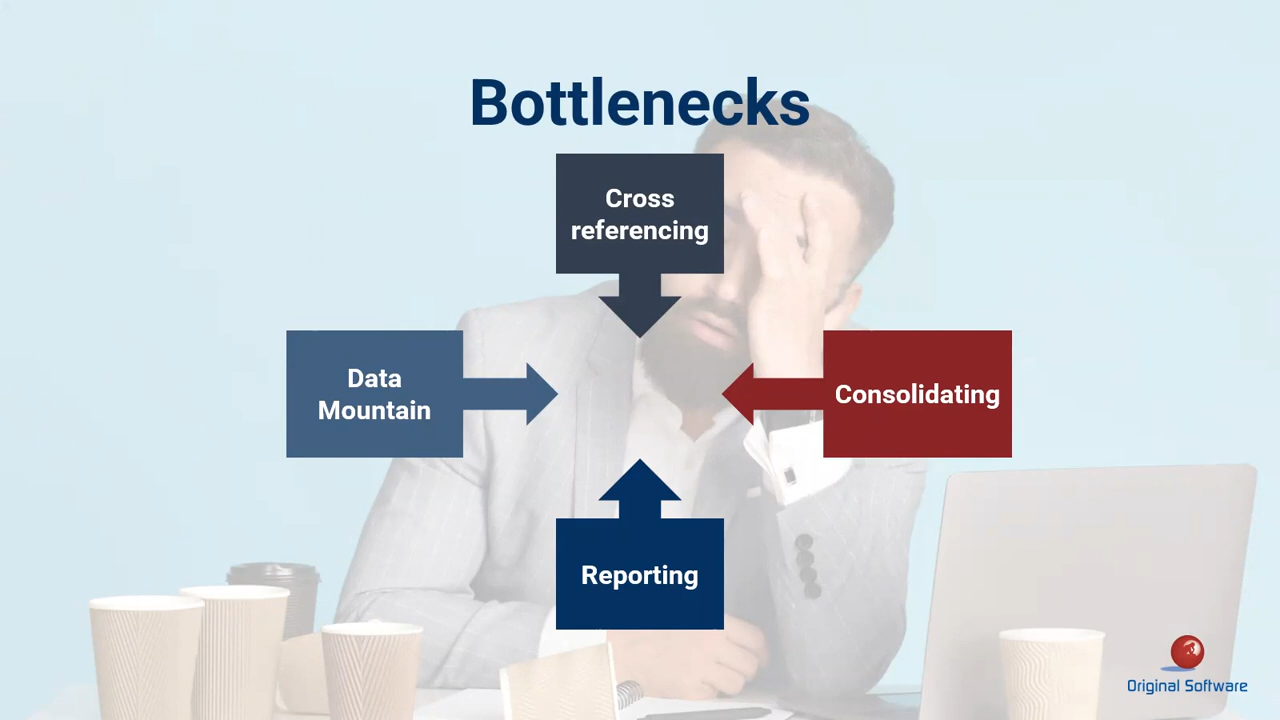 Bottlenecks
Cross
referencing
Data
Mountain
Consolidating
Reporting
Original Software